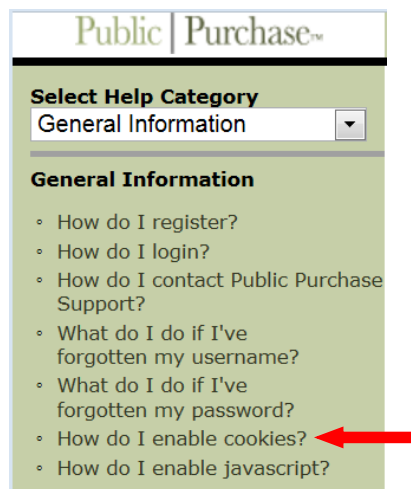 Public | Purchase™
Select Help Category
General Information
General Information
◦ How do I register?
◦ How do I login?
◦ How do I contact Public Purchase
Support?
◦ What do I do if I've
forgotten my username?
◦ What do I do if I've
forgotten my password?
◦ How do I enable cookies?
◦ How do I enable javascript?